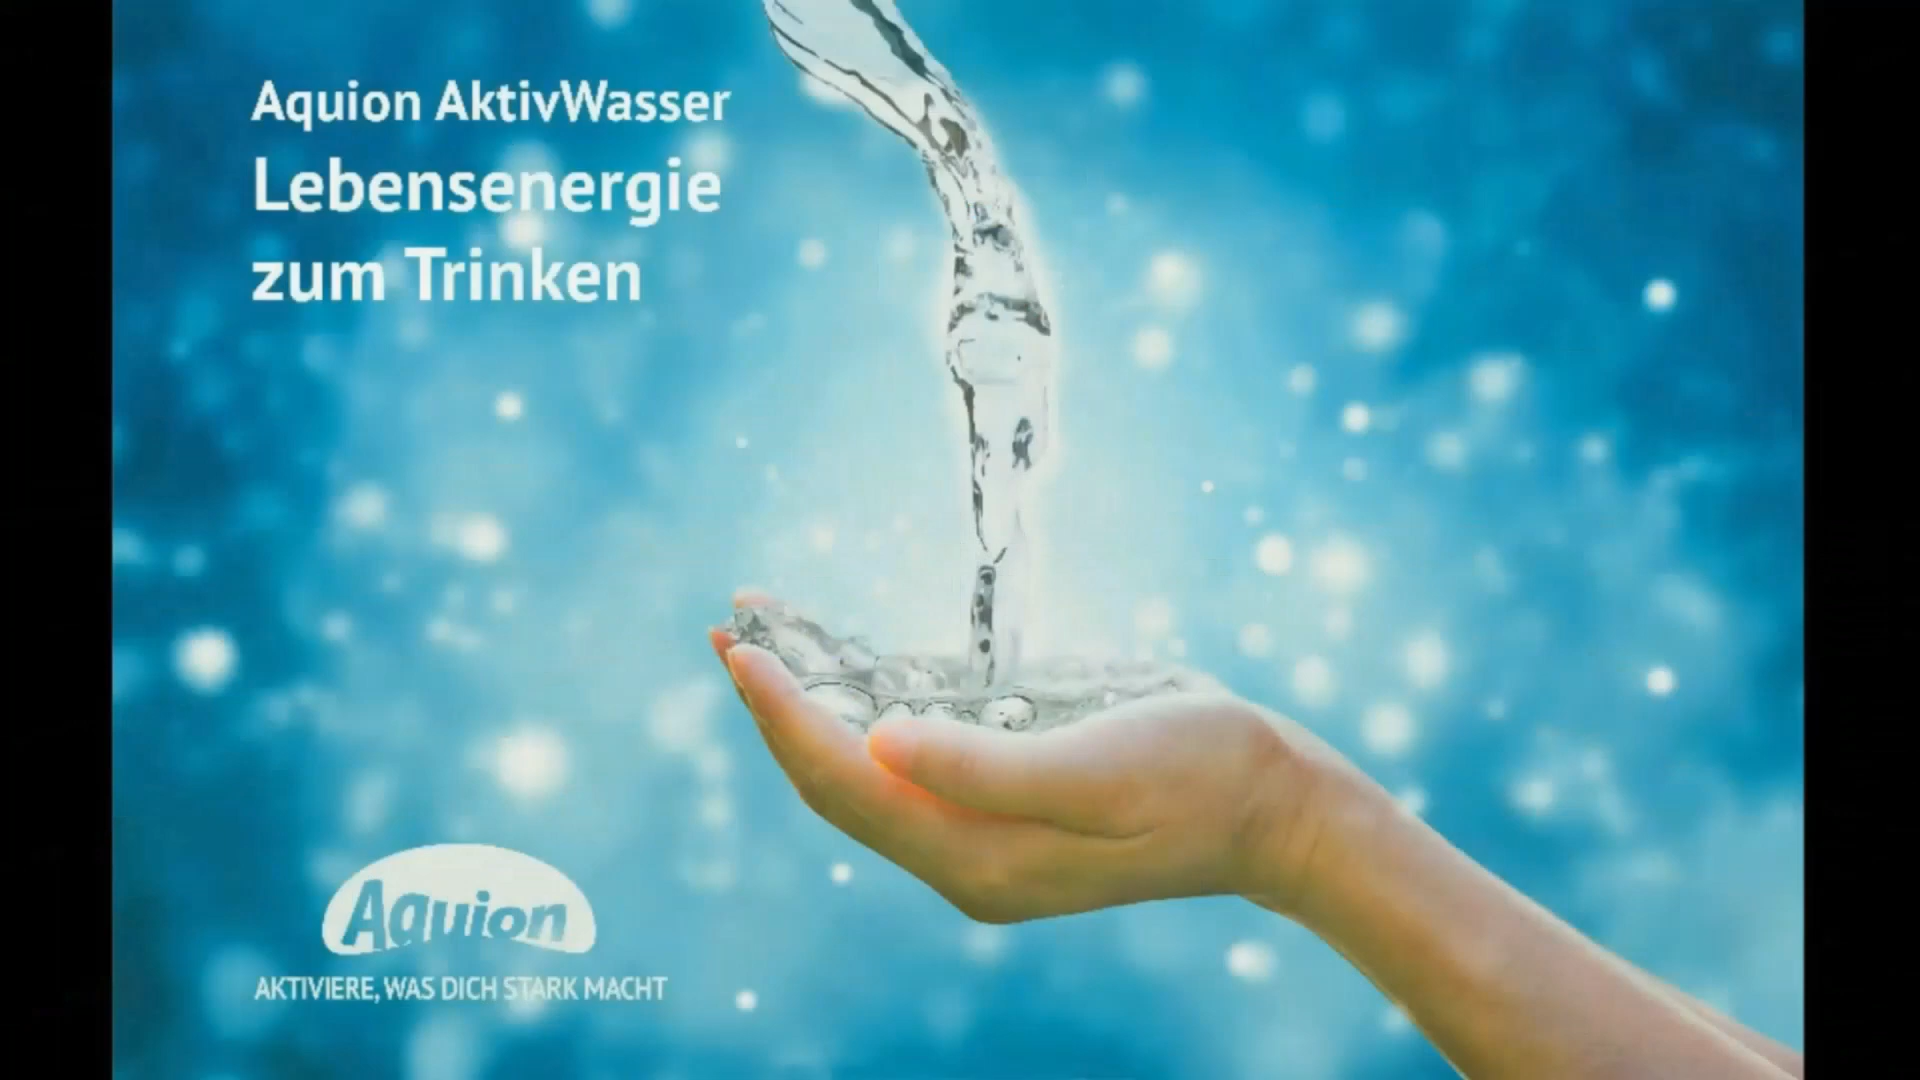 Aquion AktivWasser
Lebensenergie
zum Trinken
Aquion
AKTIVIERE, WAS DICH STARK MACHT